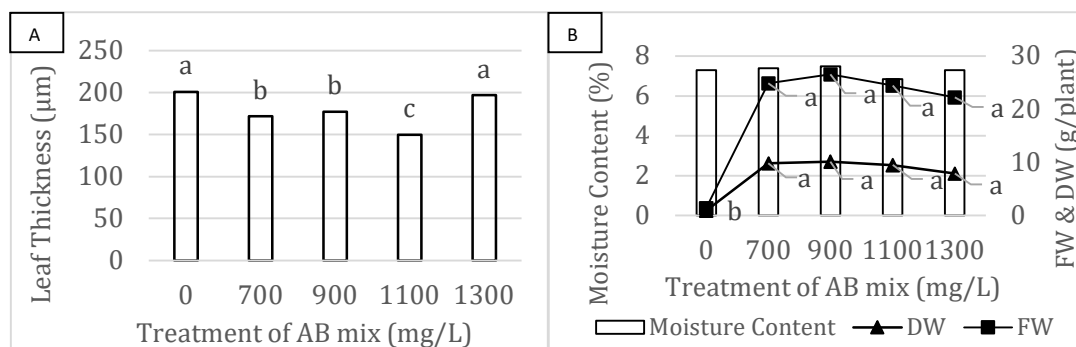 A
Leaf Thickness (μm)
250
200
150
100
50
0
a
b
b
c
a
0 700 900 1100 1300
Treatment of AB mix (mg/L)
B
Moisture Content (%)
8
6
4
2
0
a
a
a
a
a
a
a
a
b
30
20
10
0
FW & DW (g/plant)
0 700 900 1100 1300
Treatment of AB mix (mg/L)
Moisture Content DW FW